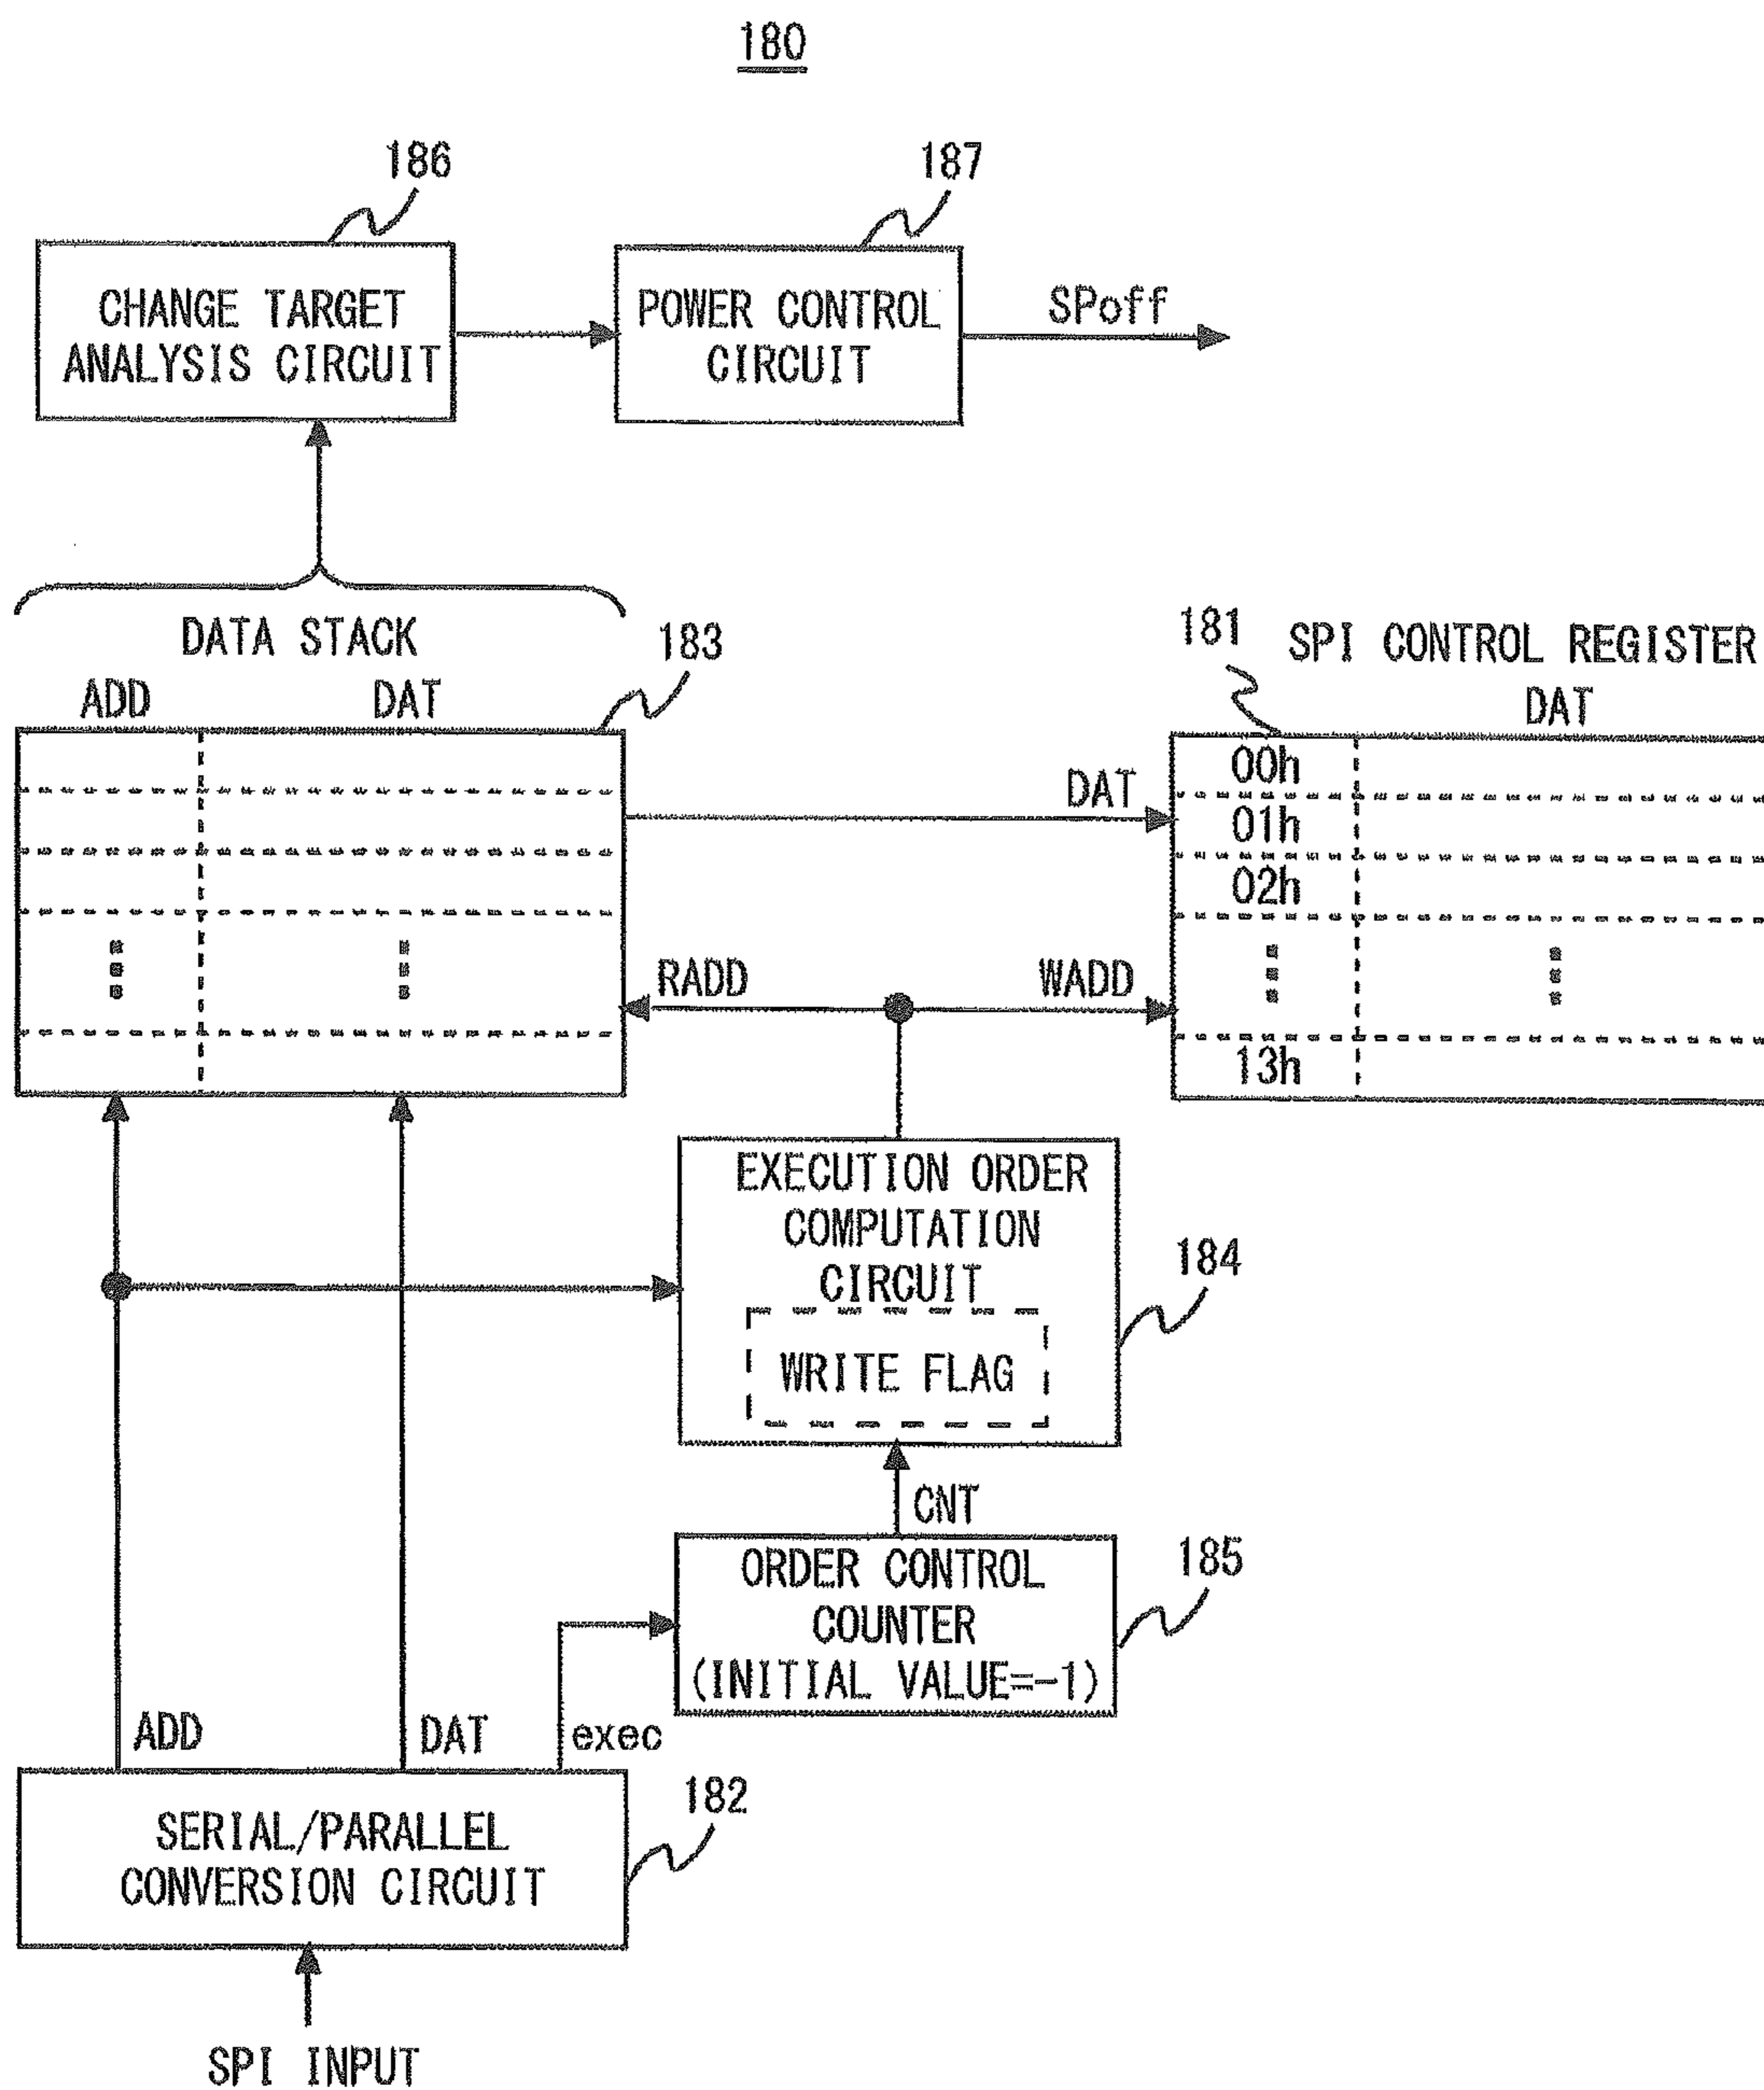 180
186
187
CHANGE TARGET
ANALYSIS CIRCUIT
POWER CONTROL
CIRCUIT
SPoff
DATA STACK
183
181
SPI CONTROL REGISTER
ADD
DAT
DAT
00h
01h
02h
13h
DAT
RADD
WADD
EXECUTION ORDER
COMPUTATION
CIRCUIT
WRITE FLAG
184
CNT
ORDER CONTROL
COUNTER
(INITIAL VALUE=-1)
185
ADD
DAT
exec
SERIAL/PARALLEL
CONVERSION CIRCUIT
182
SPI INPUT